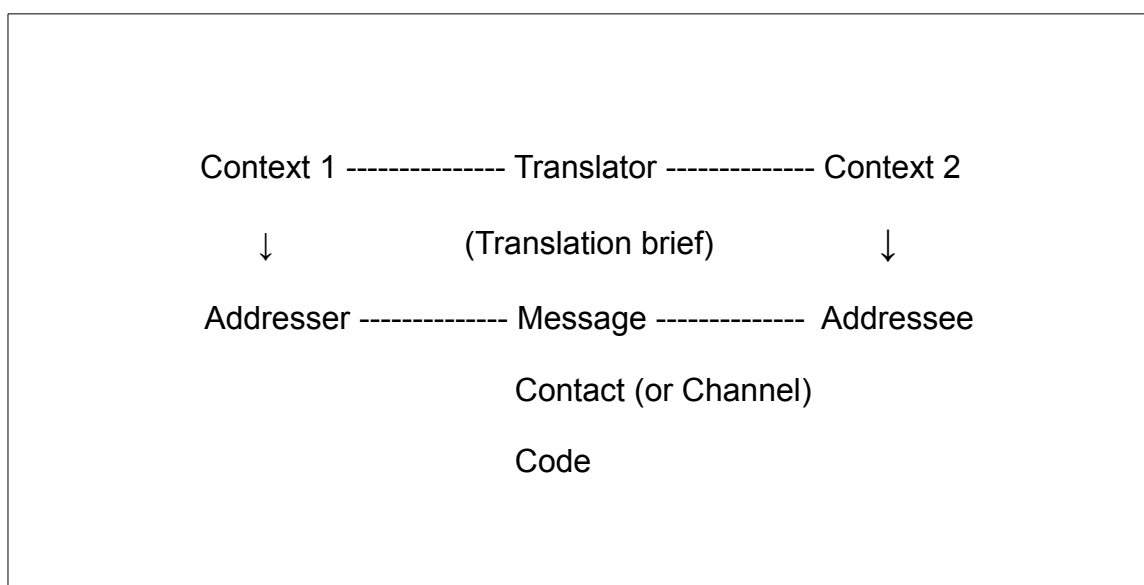 Context 1 --------------- Translator -------------- Context 2
↓ (Translation brief) ↓
Addresser -------------- Message -------------- Addressee
Contact (or Channel)
Code